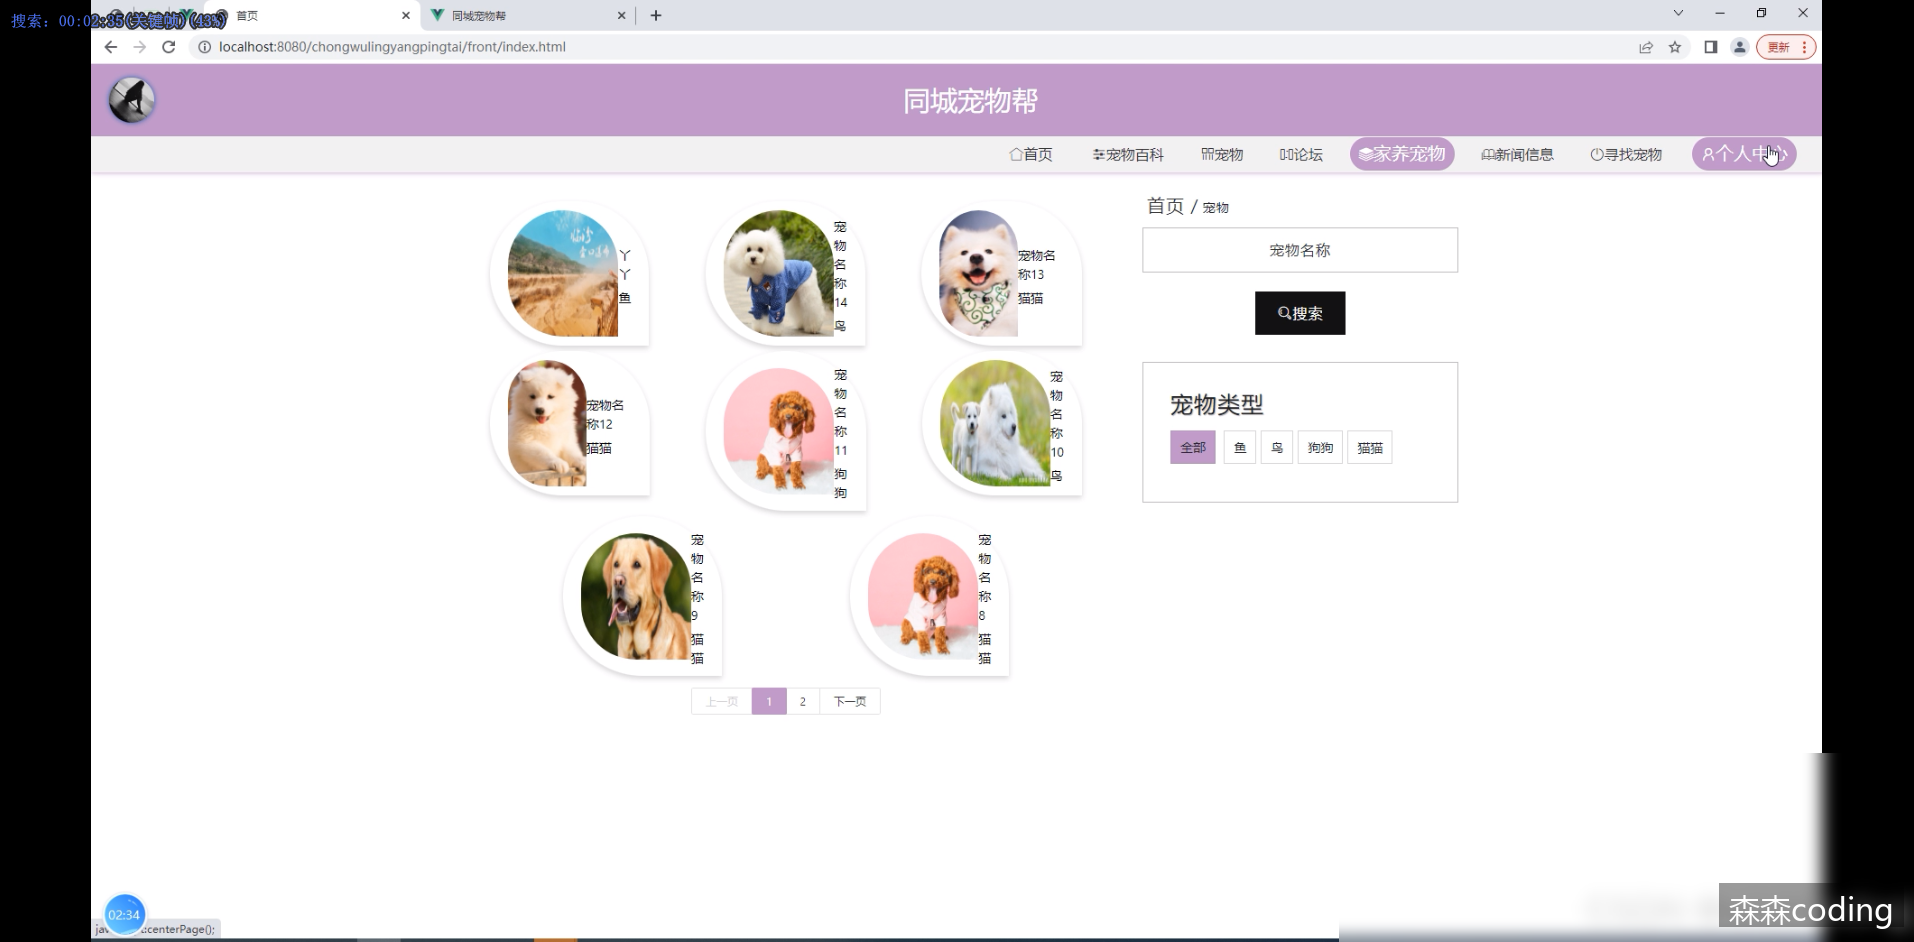 搜索: 00:02:35(关键帧)(43%)
首页
同城宠物帮
localhost:8080/chongwulingyangpingtai/front/index.html
更新
同城宠物帮
首页
宠物百科
宠物
论坛
家养宠物
新闻信息
寻找宠物
个人中心
首页 / 宠物
宠物名称
搜索
宠物类型
全部
鱼
鸟
狗狗
猫猫
丫丫
鱼
宠物名称14
鸟
宠物名称13
猫猫
宠物名称12
猫猫
宠物名称11
狗狗
宠物名称10
鸟
宠物名称9
猫猫
宠物名称8
猫猫
上一页
1
2
下一页
02:34
centerPage();
森森coding